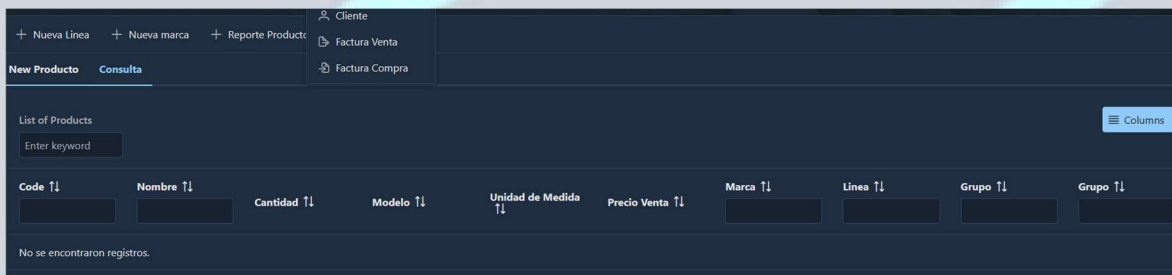 Cliente
Nueva Linea Nueva marca Reporte Producto
Factura Venta
Factura Compra
New Producto Consulta
List of Products
Columns
Enter keyword
Code Nombre Cantidad Modelo Unidad de Medida Precio Venta Marca Linea Grupo Grupo
No se encontraron registros.